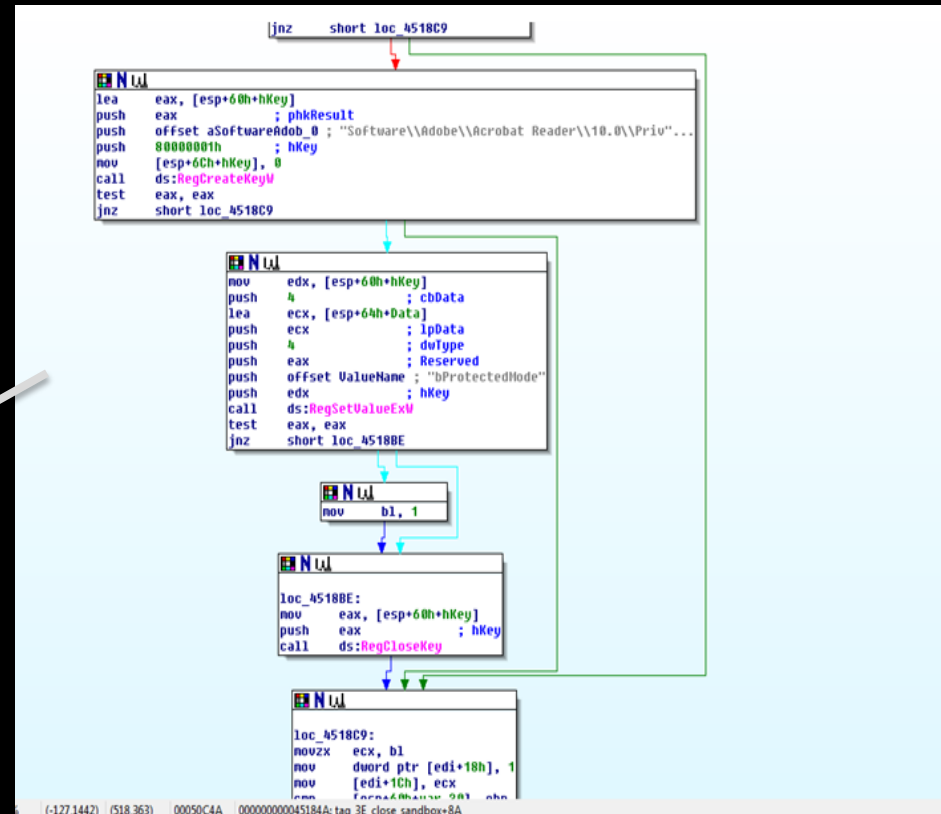 jnz short loc_4518C9
lea eax, [esp+60h+hKey]
push eax ; phkResult
push offset aSoftwareAdob_0 ; "Software\\Adobe\\Acrobat Reader\\10.0\\Priv"...
push 80000001h ; hKey
mov [esp+6Ch+hKey], 0
call ds:RegCreateKeyW
test eax, eax
jnz short loc_4518C9
mov edx, [esp+60h+hKey]
push 4 ; cbData
lea ecx, [esp+64h+Data]
push ecx ; lpData
push 4 ; dwType
push eax ; Reserved
push offset ValueName ; "bProtectedMode"
push edx ; hKey
call ds:RegSetValueExW
test eax, eax
jnz short loc_4518BE
mov bl, 1
loc_4518BE:
mov eax, [esp+60h+hKey]
push eax ; hKey
call ds:RegCloseKey
loc_4518C9:
movzx ecx, bl
mov dword ptr [edi+18h], 1
mov [edi+1Ch], ecx
(-127,1442) (518,363) 00050C4A 000000000045184A: tag_3E_close_sandbox+8A